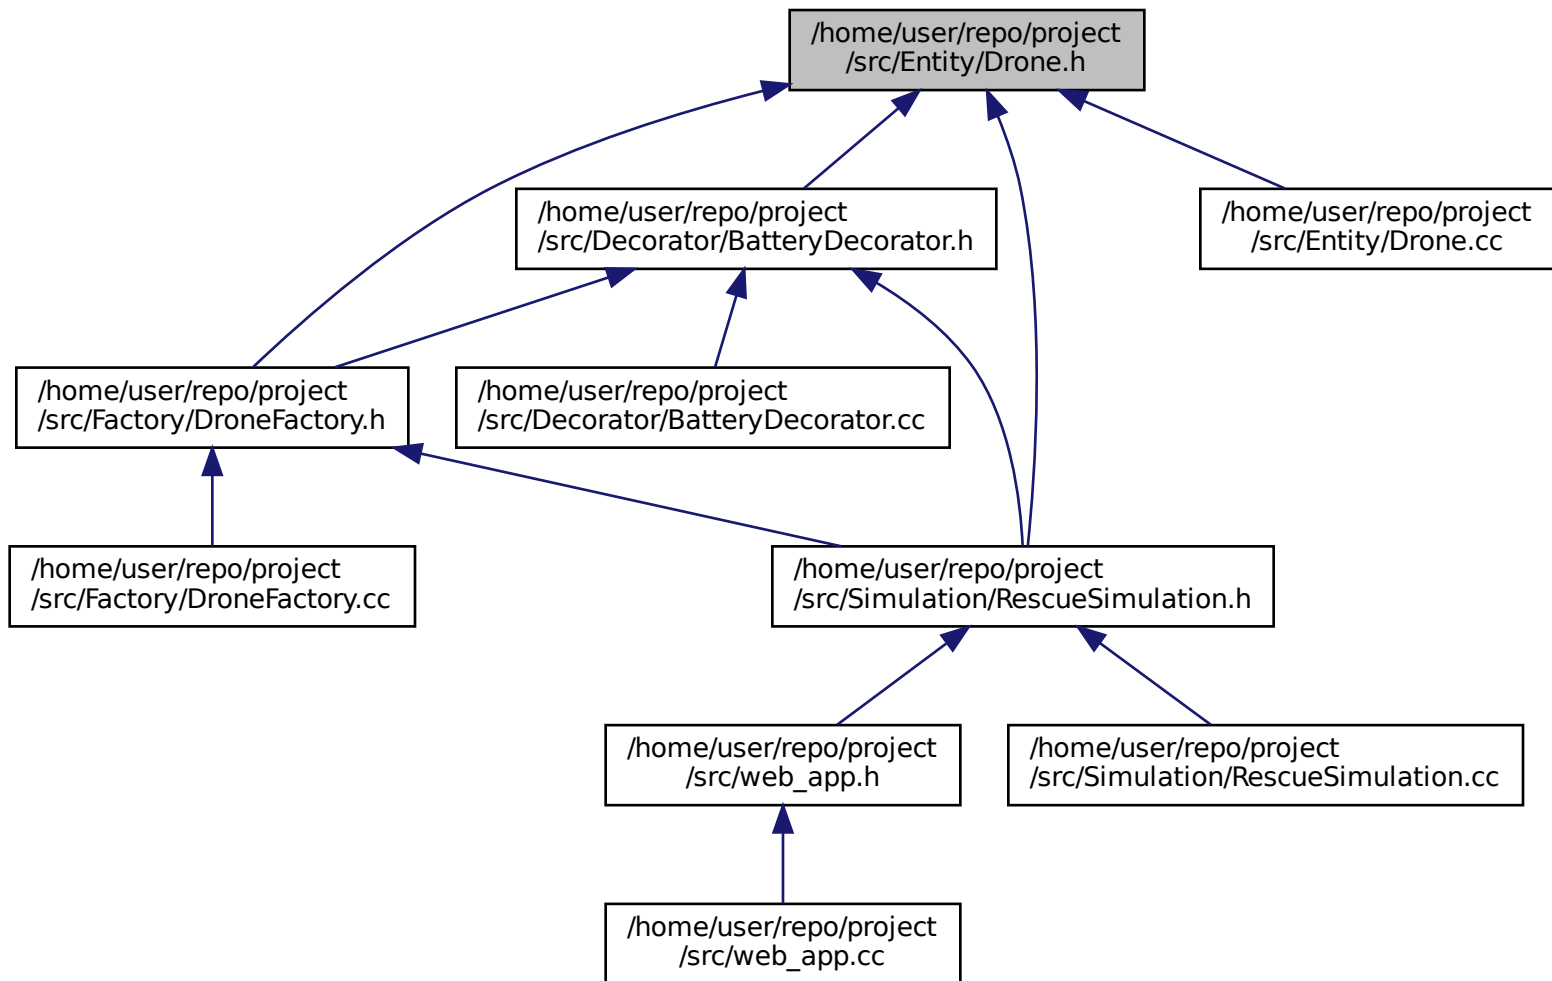 /home/user/repo/project
/src/Entity/Drone.h
/home/user/repo/project
/src/Decorator/BatteryDecorator.h
/home/user/repo/project
/src/Entity/Drone.cc
/home/user/repo/project
/src/Factory/DroneFactory.h
/home/user/repo/project
/src/Decorator/BatteryDecorator.cc
/home/user/repo/project
/src/Factory/DroneFactory.cc
/home/user/repo/project
/src/Simulation/RescueSimulation.h
/home/user/repo/project
/src/web_app.h
/home/user/repo/project
/src/Simulation/RescueSimulation.cc
/home/user/repo/project
/src/web_app.cc